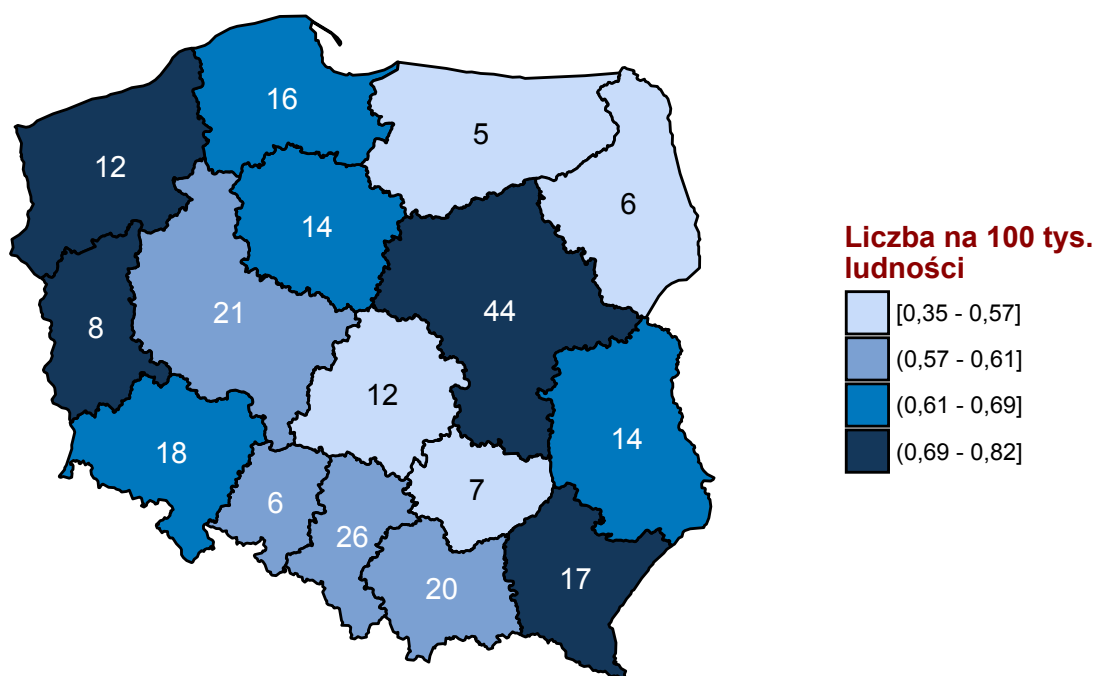 16
5
12
6
14
44
21
8
12
14
18
7
6
26
20
17
Liczba na 100 tys.
ludności
[0,35 - 0,57]
(0,57 - 0,61]
(0,61 - 0,69]
(0,69 - 0,82]